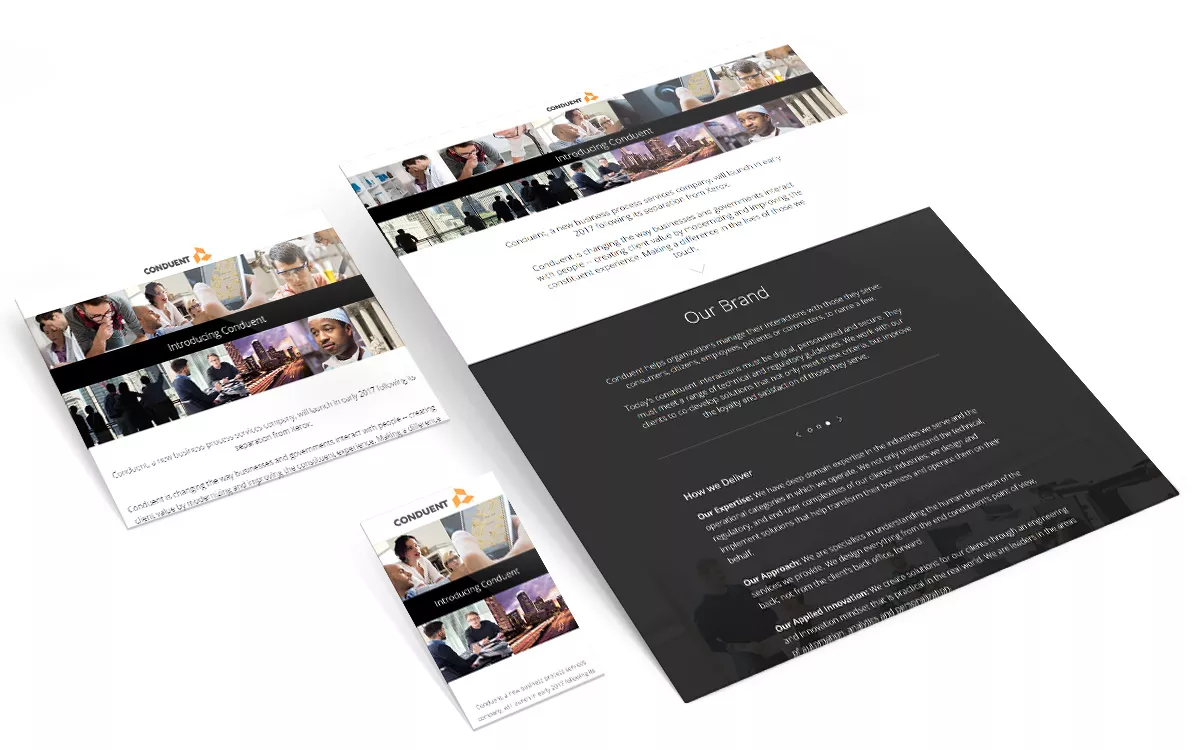 CONDUENT
Introducing Conduent
Conduent, a new business process services company, will launch in early
2017 following its separation from Xerox.
Conduent is changing the way businesses and governments interact
with people – creating client value by modernizing and improving the
constituent experience. Making a difference in the lives of those we
touch.
Our Brand
Conduent helps organizations manage their interactions with those they serve:
consumers, citizens, employees, patients or commuters, to name a few.
Today's constituent interactions must be digital, personalized and secure. They
must meet a range of technical and regulatory guidelines. We work with our
clients to co-develop solutions that not only meet these criteria, but improve
the loyalty and satisfaction of those they serve.
How we Deliver
Our Expertise: We have deep domain expertise in the industries we serve and the
operational categories in which we operate. We not only understand the technical,
regulatory, and end-user complexities of our clients' industries, we design and
implement solutions that help transform their business and operate them on their
behalf.
Our Approach: We are specialists in understanding the human dimension of the
services we provide. We design everything from the end constituent's point of view,
back, not from the client's back office, forward.
Our Applied Innovation: We create solutions for our clients through an engineering
and innovation mindset that is practical in the real world. We are leaders in the areas
of automation, analytics and personalization.
CONDUENT
Introducing Conduent
Conduent, a new business process services company, will launch in early 2017 following its
separation from Xerox.
Conduent is changing the way businesses and governments interact with people – creating
client value by modernizing and improving the constituent experience. Making a difference
CONDUENT
Introducing Conduent
Conduent, a new business process services
company, will launch in early 2017 following its